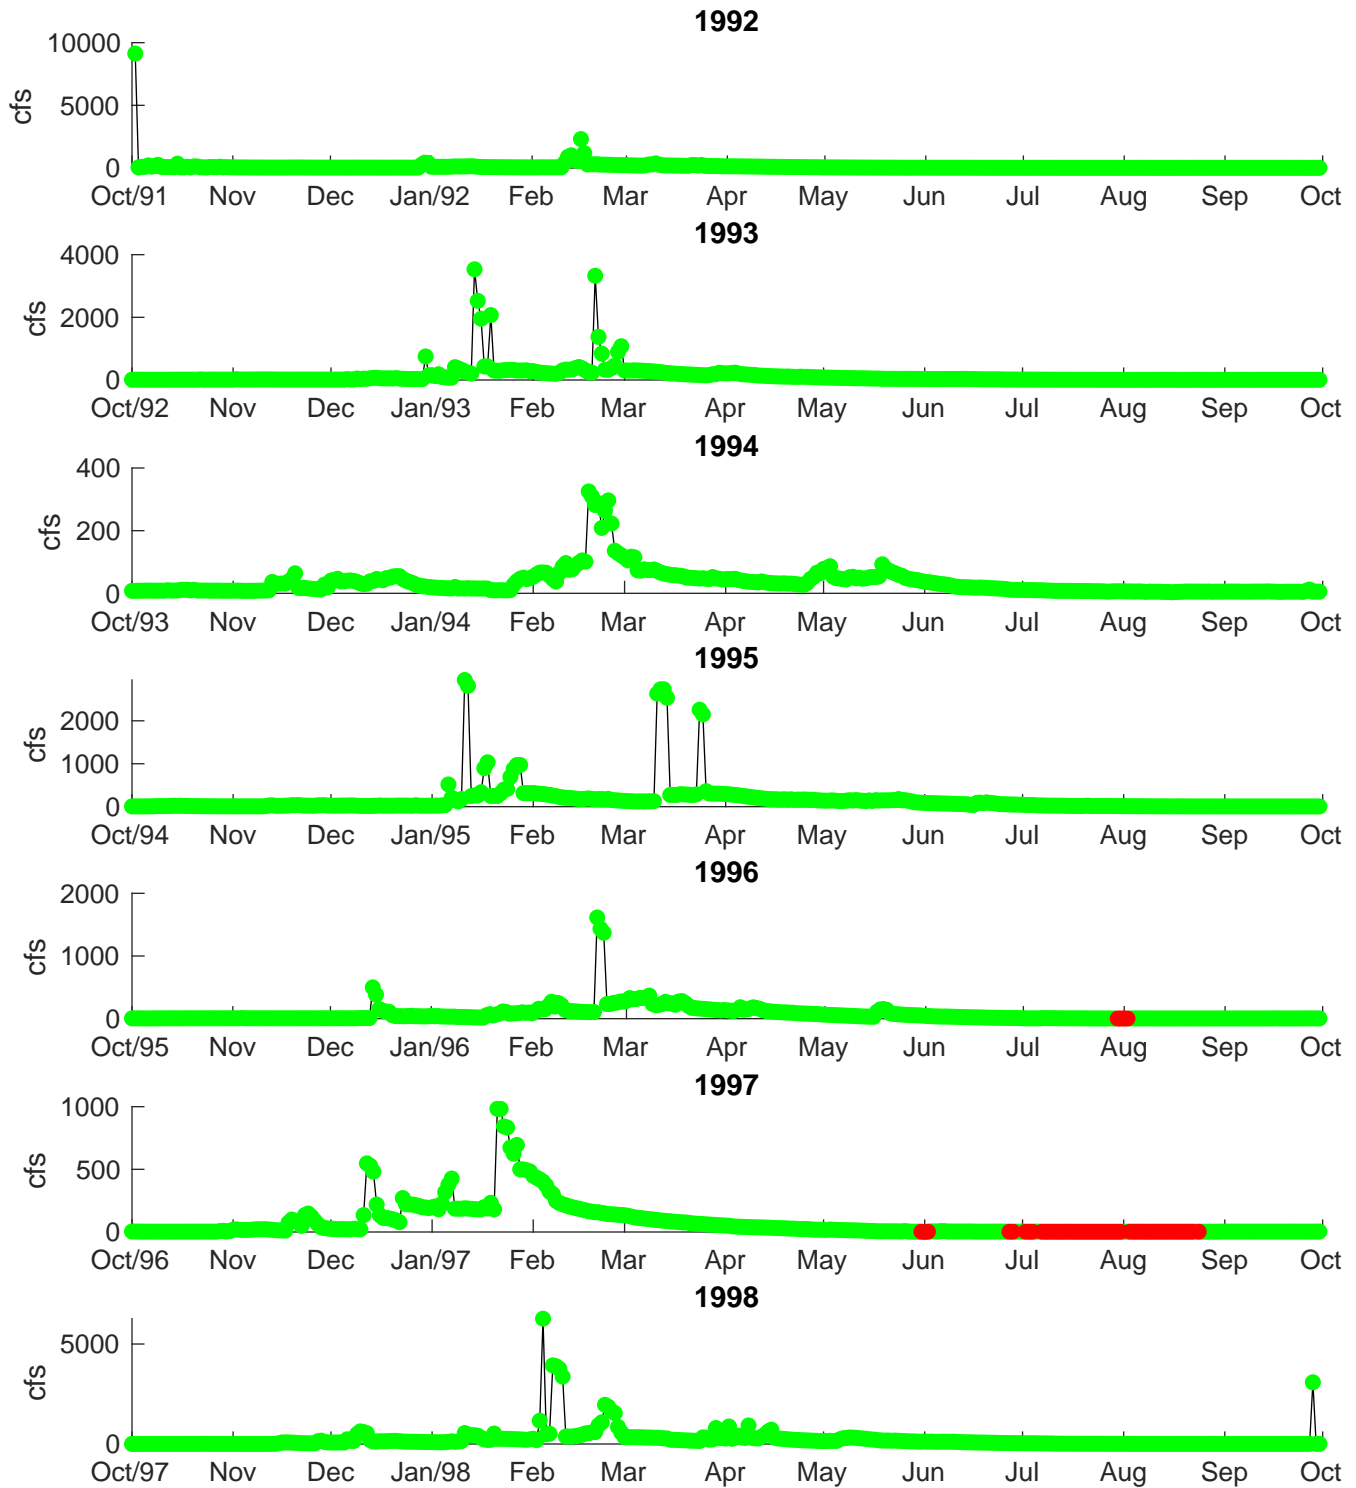 1992
10000
5000
0
cfs
Oct/91 Nov Dec Jan/92 Feb Mar Apr May Jun Jul Aug Sep Oct
1993
4000
2000
0
cfs
Oct/92 Nov Dec Jan/93 Feb Mar Apr May Jun Jul Aug Sep Oct
1994
400
200
0
cfs
Oct/93 Nov Dec Jan/94 Feb Mar Apr May Jun Jul Aug Sep Oct
1995
2000
1000
0
cfs
Oct/94 Nov Dec Jan/95 Feb Mar Apr May Jun Jul Aug Sep Oct
1996
2000
1000
0
cfs
Oct/95 Nov Dec Jan/96 Feb Mar Apr May Jun Jul Aug Sep Oct
1997
1000
500
0
cfs
Oct/96 Nov Dec Jan/97 Feb Mar Apr May Jun Jul Aug Sep Oct
1998
5000
0
cfs
Oct/97 Nov Dec Jan/98 Feb Mar Apr May Jun Jul Aug Sep Oct